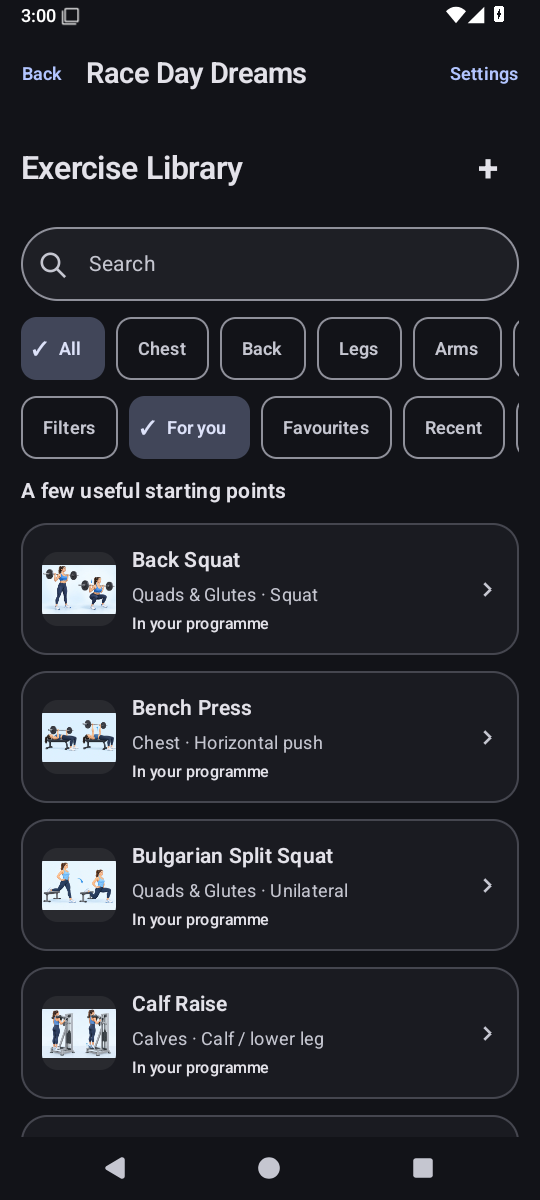 3:00
Back Race Day Dreams Settings
Exercise Library +
Search
✓ All Chest Back Legs Arms
Filters ✓ For you Favourites Recent
A few useful starting points
Back Squat
Quads & Glutes · Squat
In your programme
Bench Press
Chest · Horizontal push
In your programme
Bulgarian Split Squat
Quads & Glutes · Unilateral
In your programme
Calf Raise
Calves · Calf / lower leg
In your programme